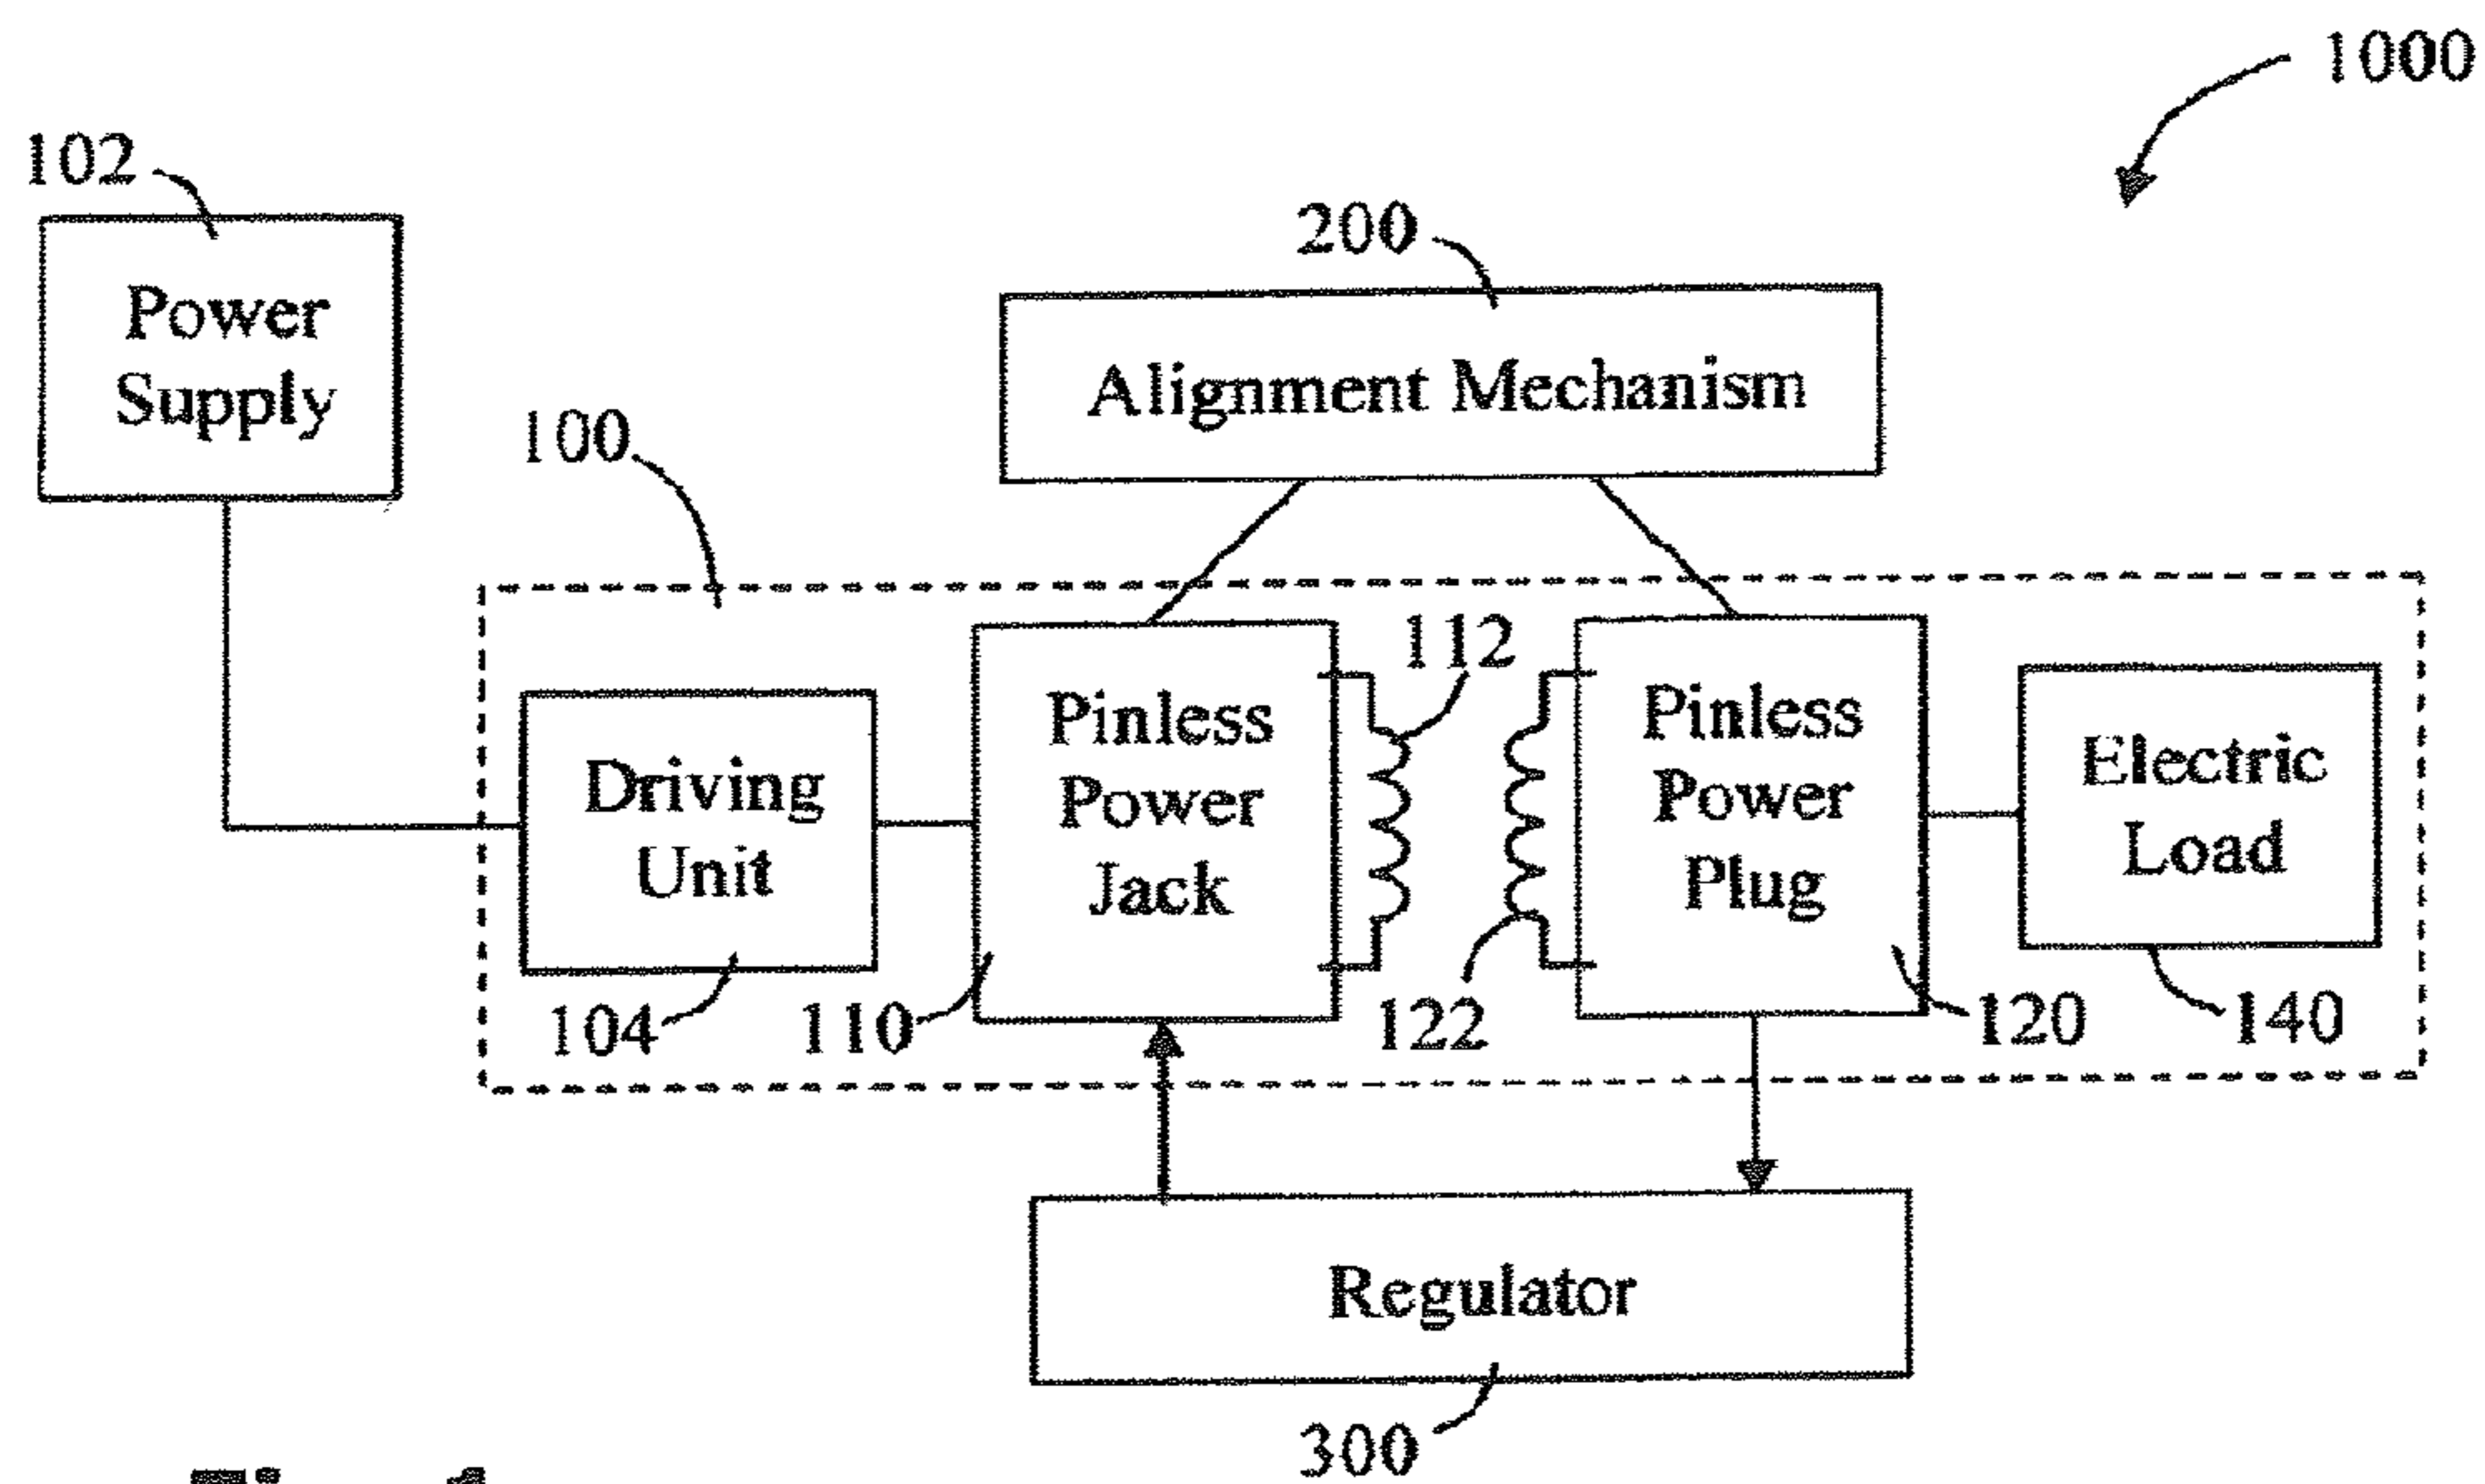 1000
102
Power
Supply
200
Alignment Mechanism
100
112
Driving
Unit
Pinless
Power
Jack
Pinless
Power
Plug
Electric
Load
104
110
122
120
140
Regulator
300